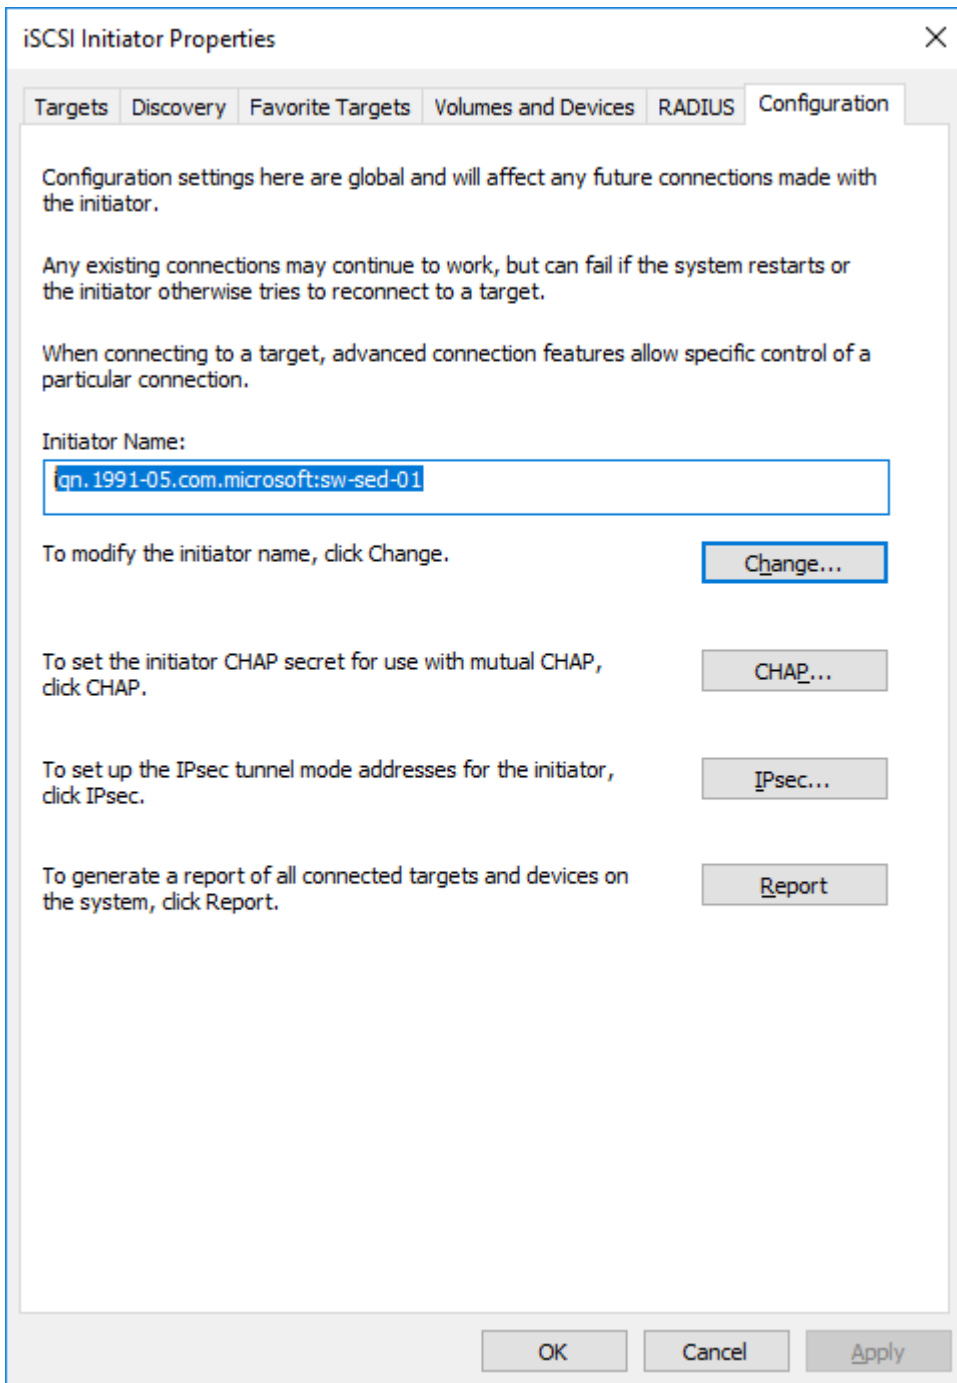 iSCSI Initiator Properties
Targets Discovery Favorite Targets Volumes and Devices RADIUS Configuration
Configuration settings here are global and will affect any future connections made with
the initiator.
Any existing connections may continue to work, but can fail if the system restarts or
the initiator otherwise tries to reconnect to a target.
When connecting to a target, advanced connection features allow specific control of a
particular connection.
Initiator Name:
iqn.1991-05.com.microsoft:sw-sed-01
To modify the initiator name, click Change.
Change...
To set the initiator CHAP secret for use with mutual CHAP,
click CHAP.
CHAP...
To set up the IPsec tunnel mode addresses for the initiator,
click IPsec.
IPsec...
To generate a report of all connected targets and devices on
the system, click Report.
Report
OK Cancel Apply